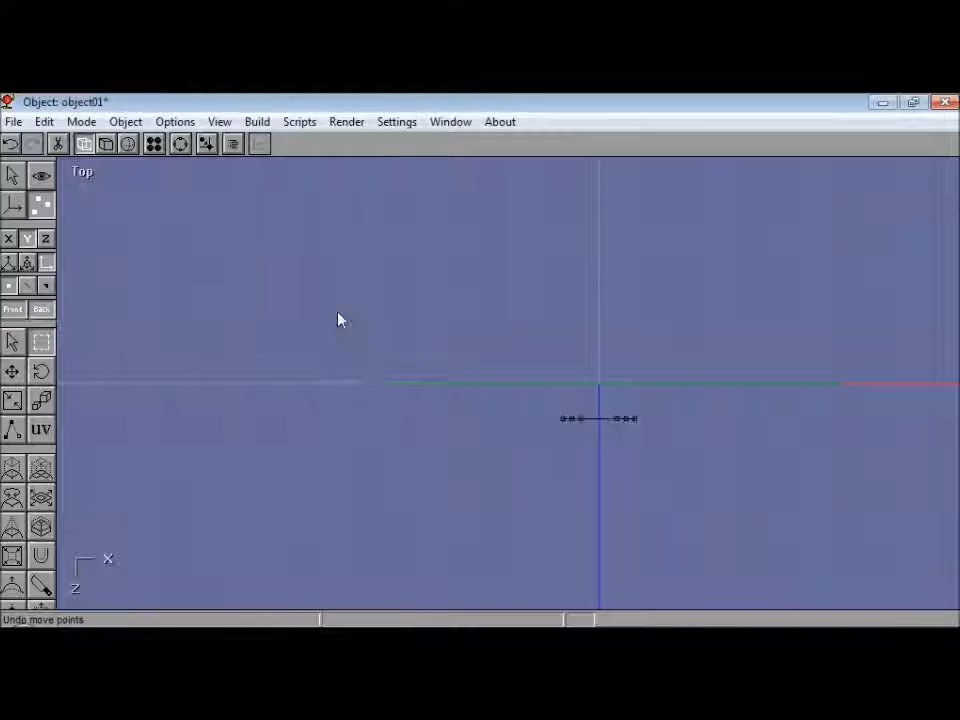 Object: object01*
File Edit Mode Object Options View Build Scripts Render Settings Window About
Top
X Y Z
Front Back
UV
X
Z
Undo move points